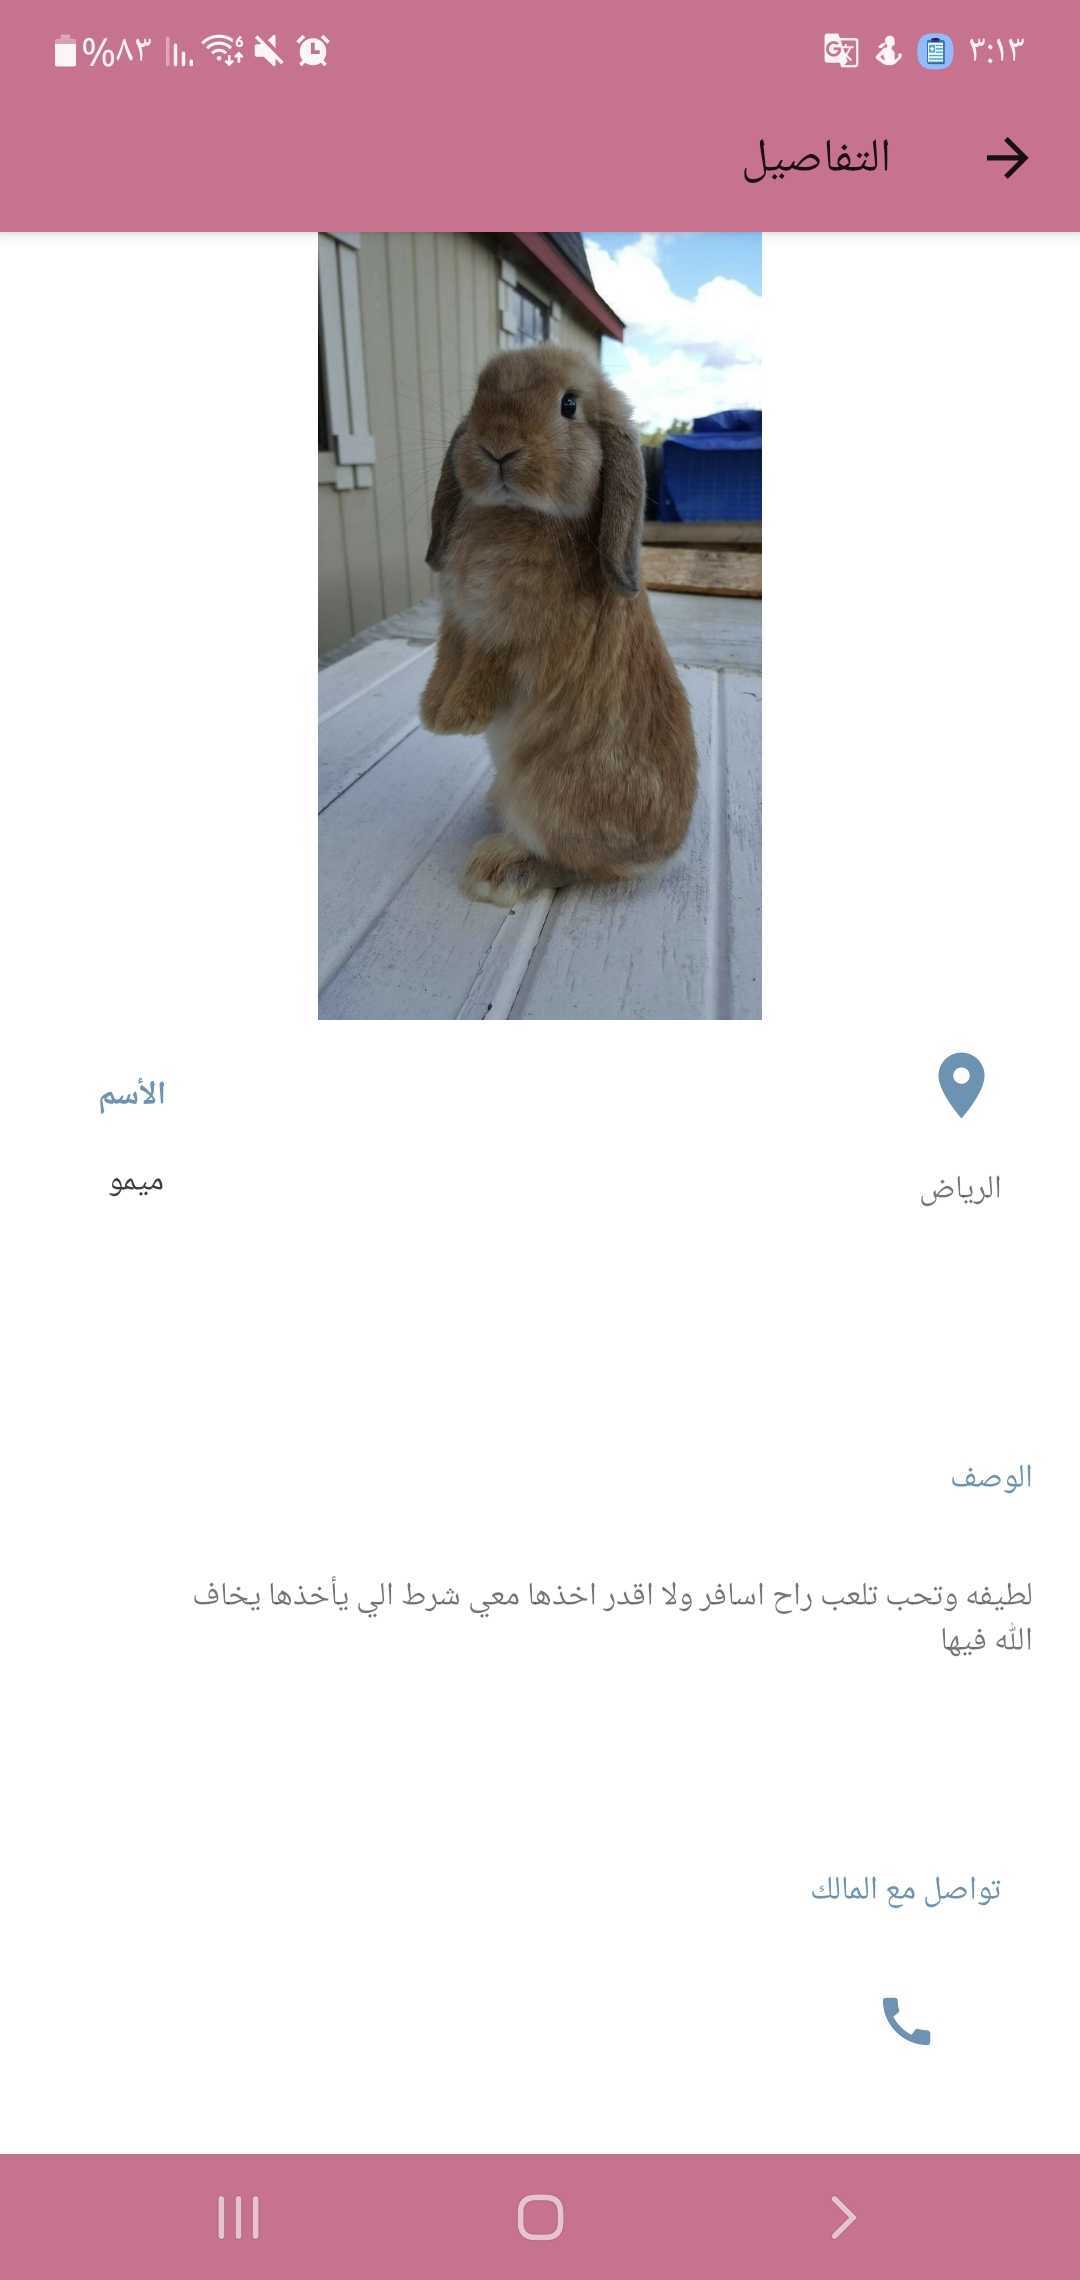 ٣:١٣
%٨٣
التفاصيل
الأسم
ميمو
الرياض
الوصف
لطيفه وتحب تلعب راح اسافر ولا اقدر اخذها معي شرط الي يأخذها يخاف
الله فيها
تواصل مع المالك